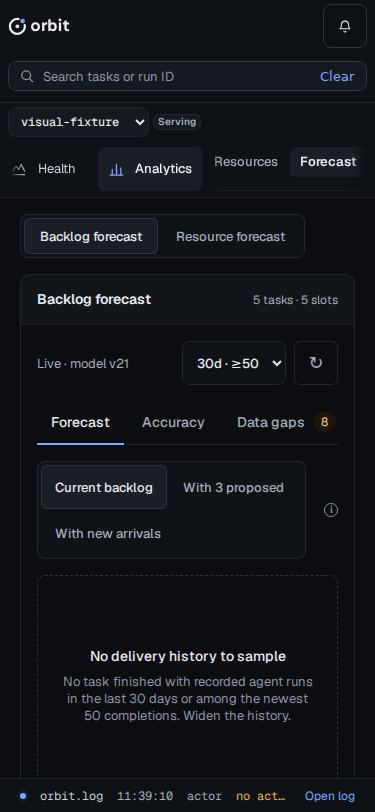 orbit
Search tasks or run ID Clear
visual-fixture Serving
Health Analytics Resources Forecast
Backlog forecast Resource forecast
Backlog forecast 5 tasks · 5 slots
Live · model v21 30d · ≥50
Forecast Accuracy Data gaps 8
Current backlog With 3 proposed
With new arrivals
No delivery history to sample
No task finished with recorded agent runs
in the last 30 days or among the newest
50 completions. Widen the history.
orbit.log 11:39:10 actor no act… Open log